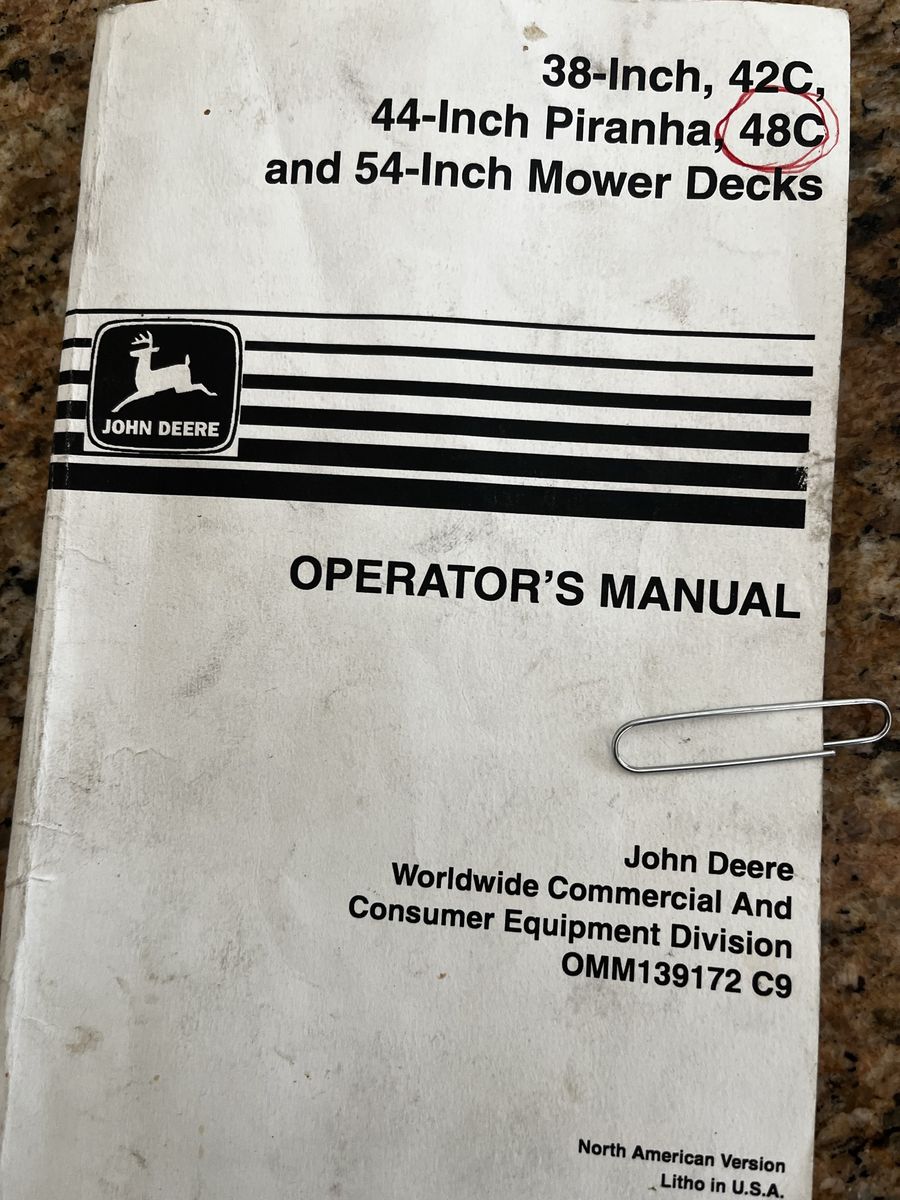 38-Inch, 42C,
44-Inch Piranha, 48C
and 54-Inch Mower Decks
JOHN DEERE
OPERATOR'S MANUAL
John Deere
Worldwide Commercial And
Consumer Equipment Division
OMM139172 C9
North American Version
Litho in U.S.A.